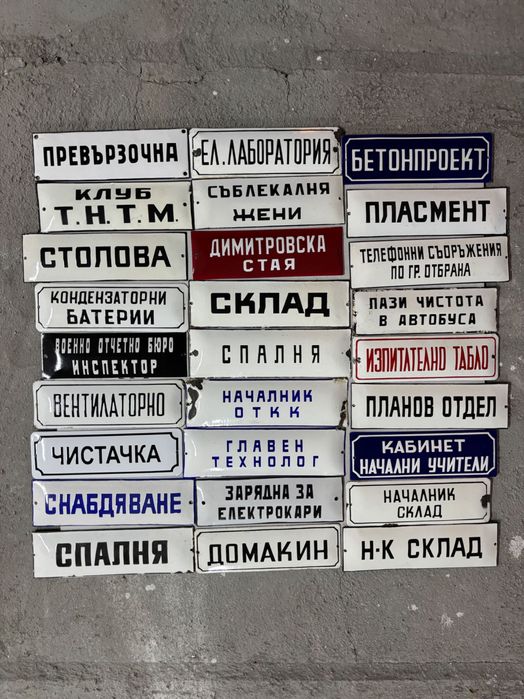 ПРЕВЪРЗОЧНА
ЕЛ. ЛАБОРАТОРИЯ
БЕТОНПРОЕКТ
КЛУБ
Т.Н.Т.М.
СЪБЛЕКАЛНЯ
ЖЕНИ
ПЛАСМЕНТ
СТОЛОВА
ДИМИТРОВСКА
СТАЯ
ТЕЛЕФОННИ СЪОРЪЖЕНИЯ
ПО ГР. ОТБРАНА
КОНДЕНЗАТОРНИ
БАТЕРИИ
СКЛАД
ПАЗИ ЧИСТОТА
В АВТОБУСА
ВОЕННО ОТЧЕТНО БЮРО
ИНСПЕКТОР
СПАЛНЯ
ИЗПИТАТЕЛНО ТАБЛО
ВЕНТИЛАТОРНО
НАЧАЛНИК
ОТКК
ПЛАНОВ ОТДЕЛ
ЧИСТАЧКА
ГЛАВЕН
ТЕХНОЛОГ
КАБИНЕТ
НАЧАЛНИ УЧИТЕЛИ
СНАБДЯВАНЕ
ЗАРЯДНА ЗА
ЕЛЕКТРОКАРИ
НАЧАЛНИК
СКЛАД
СПАЛНЯ
ДОМАКИН
Н-К СКЛАД